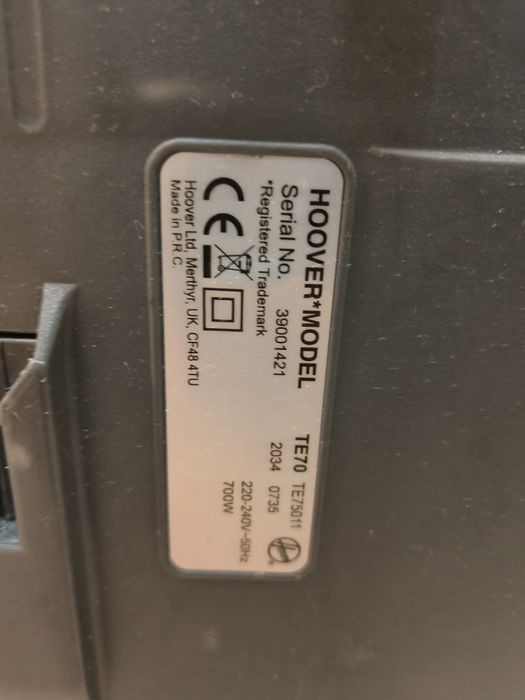 HOOVER*MODEL TE70 TE75011
Serial No. 39001421 2034 0735
*Registered Trademark
220-240V~50Hz
700W
CE
Hoover Ltd, Merthyr, UK, CF48 4TU
Made in P.R.C.